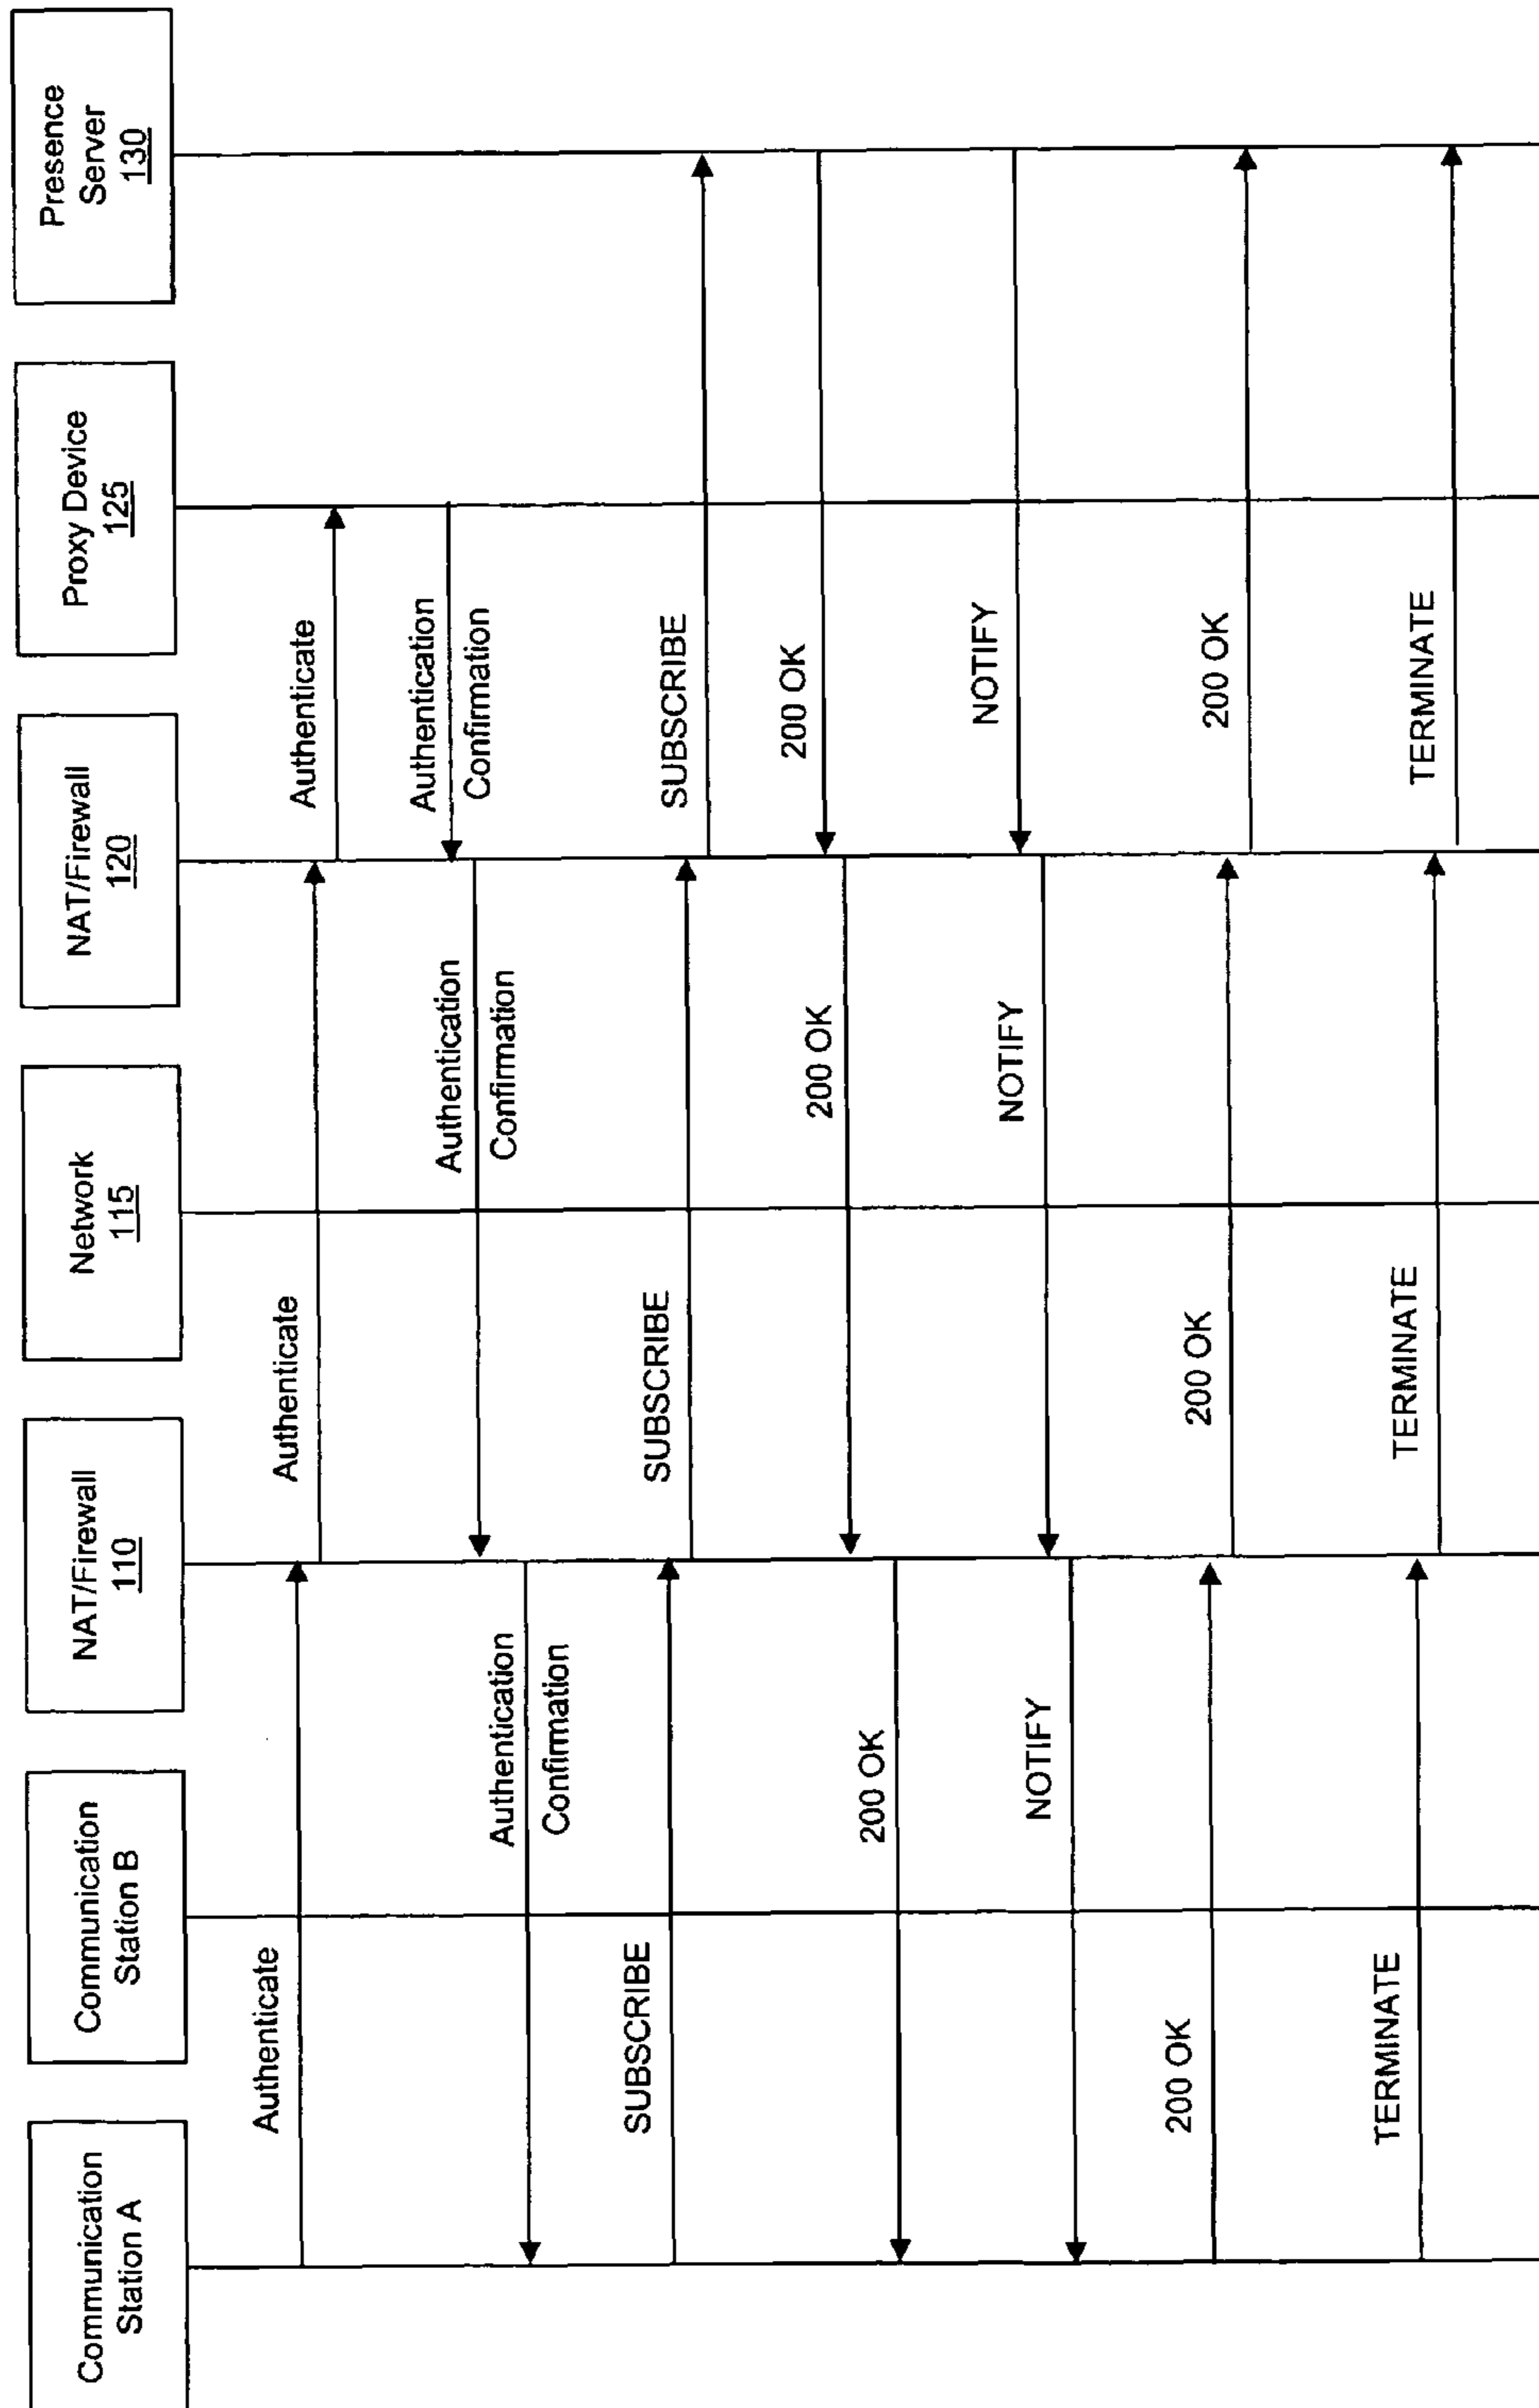 Communication
Station A
Communication
Station B
NAT/Firewall
110
Network
115
NAT/Firewall
120
Proxy Device
125
Presence
Server
130
Authenticate
Authenticate
Authenticate
Authentication
Confirmation
Authentication
Confirmation
Authentication
Confirmation
SUBSCRIBE
SUBSCRIBE
SUBSCRIBE
200 OK
200 OK
200 OK
NOTIFY
NOTIFY
NOTIFY
200 OK
200 OK
200 OK
TERMINATE
TERMINATE
TERMINATE